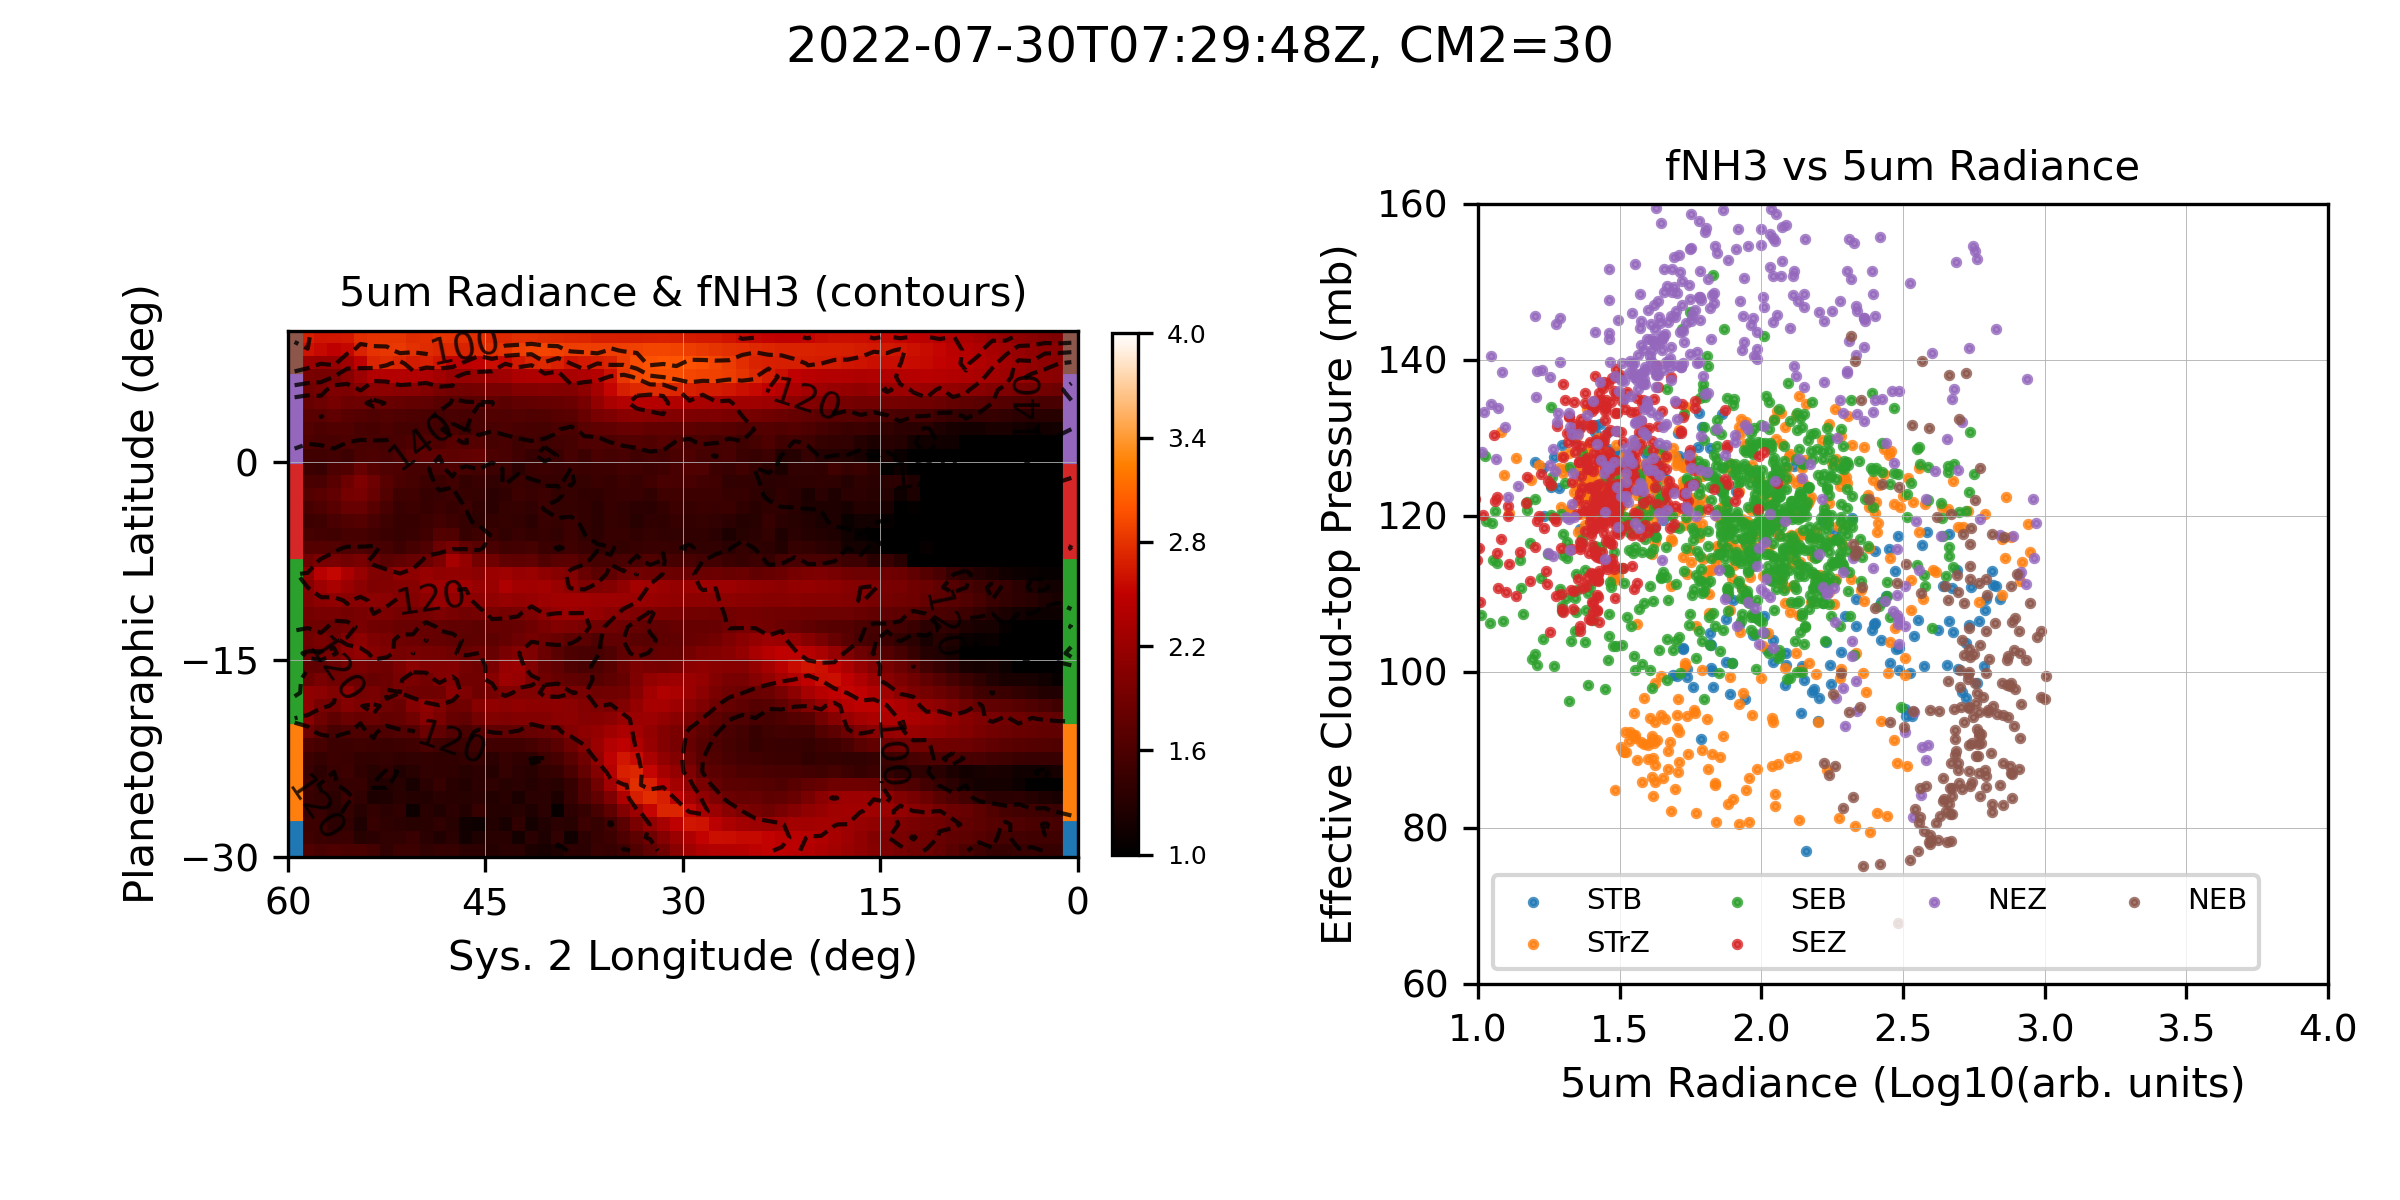 2022-07-30T07:29:48Z, CM2=30
5um Radiance & fNH3 (contours)
Planetographic Latitude (deg)
0
−15
−30
60
45
30
15
0
Sys. 2 Longitude (deg)
100
120
140
140
120
120
120
120
120
100
4.0
3.4
2.8
2.2
1.6
1.0
fNH3 vs 5um Radiance
Effective Cloud-top Pressure (mb)
160
140
120
100
80
60
1.0
1.5
2.0
2.5
3.0
3.5
4.0
5um Radiance (Log10(arb. units)
STB
SEB
NEZ
NEB
STrZ
SEZ